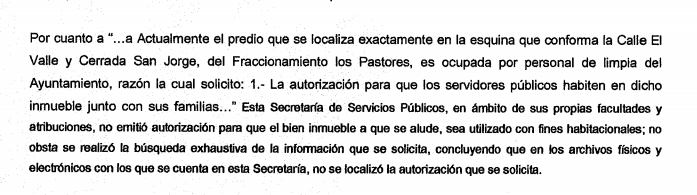 Por cuanto a “...a Actualmente el predio que se localiza exactamente en la esquina que conforma la Calle El
Valle y Cerrada San Jorge, del Fraccionamiento los Pastores, es ocupada por personal de limpia del
Ayuntamiento, razón la cual solicito: 1.- La autorización para que los servidores públicos habiten en dicho
inmueble junto con sus familias...” Esta Secretaría de Servicios Públicos, en ámbito de sus propias facultades y
atribuciones, no emitió autorización para que el bien inmueble a que se alude, sea utilizado con fines habitacionales; no
obsta se realizó la búsqueda exhaustiva de la información que se solicita, concluyendo que en los archivos físicos y
electrónicos con los que se cuenta en esta Secretaría, no se localizó la autorización que se solicita.